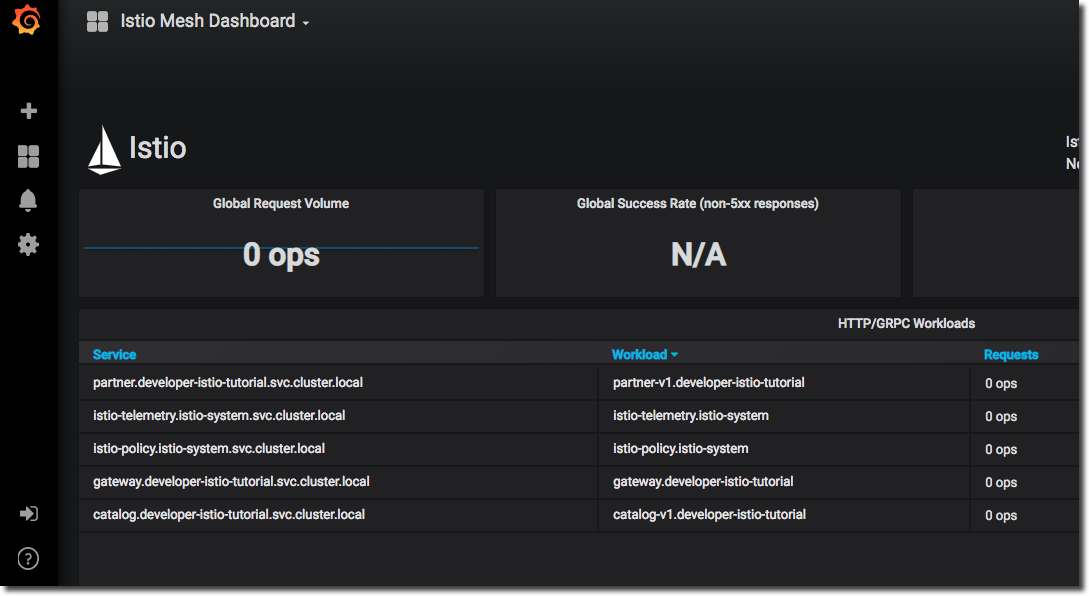 Istio Mesh Dashboard
Istio
Global Request Volume
0 ops
Global Success Rate (non-5xx responses)
N/A
HTTP/GRPC Workloads
Service Workload Requests
partner.developer-istio-tutorial.svc.cluster.local partner-v1.developer-istio-tutorial 0 ops
istio-telemetry.istio-system.svc.cluster.local istio-telemetry.istio-system 0 ops
istio-policy.istio-system.svc.cluster.local istio-policy.istio-system 0 ops
gateway.developer-istio-tutorial.svc.cluster.local gateway.developer-istio-tutorial 0 ops
catalog.developer-istio-tutorial.svc.cluster.local catalog-v1.developer-istio-tutorial 0 ops
?